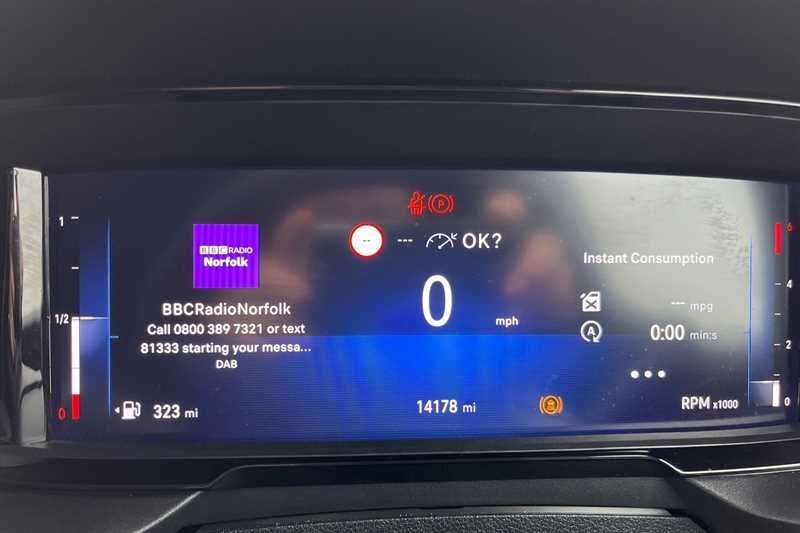 1
1/2
0
BBC RADIO
Norfolk
BBCRadioNorfolk
Call 0800 389 7321 or text
81333 starting your messa...
DAB
323 mi
P
-- --- OK?
0
mph
14178 mi
Instant Consumption
--- mpg
A 0:00 min:s
RPM x1000
6
4
2
0